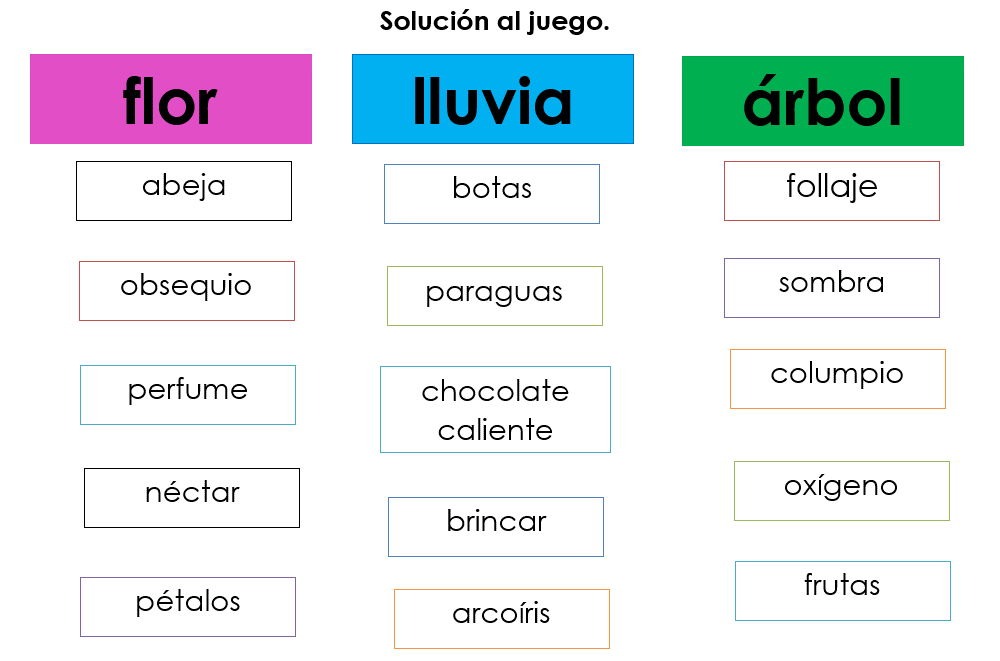 Solución al juego.
flor
abeja
obsequio
perfume
néctar
pétalos
lluvia
botas
paraguas
chocolate
caliente
brincar
arcoíris
árbol
follaje
sombra
columpio
oxígeno
frutas